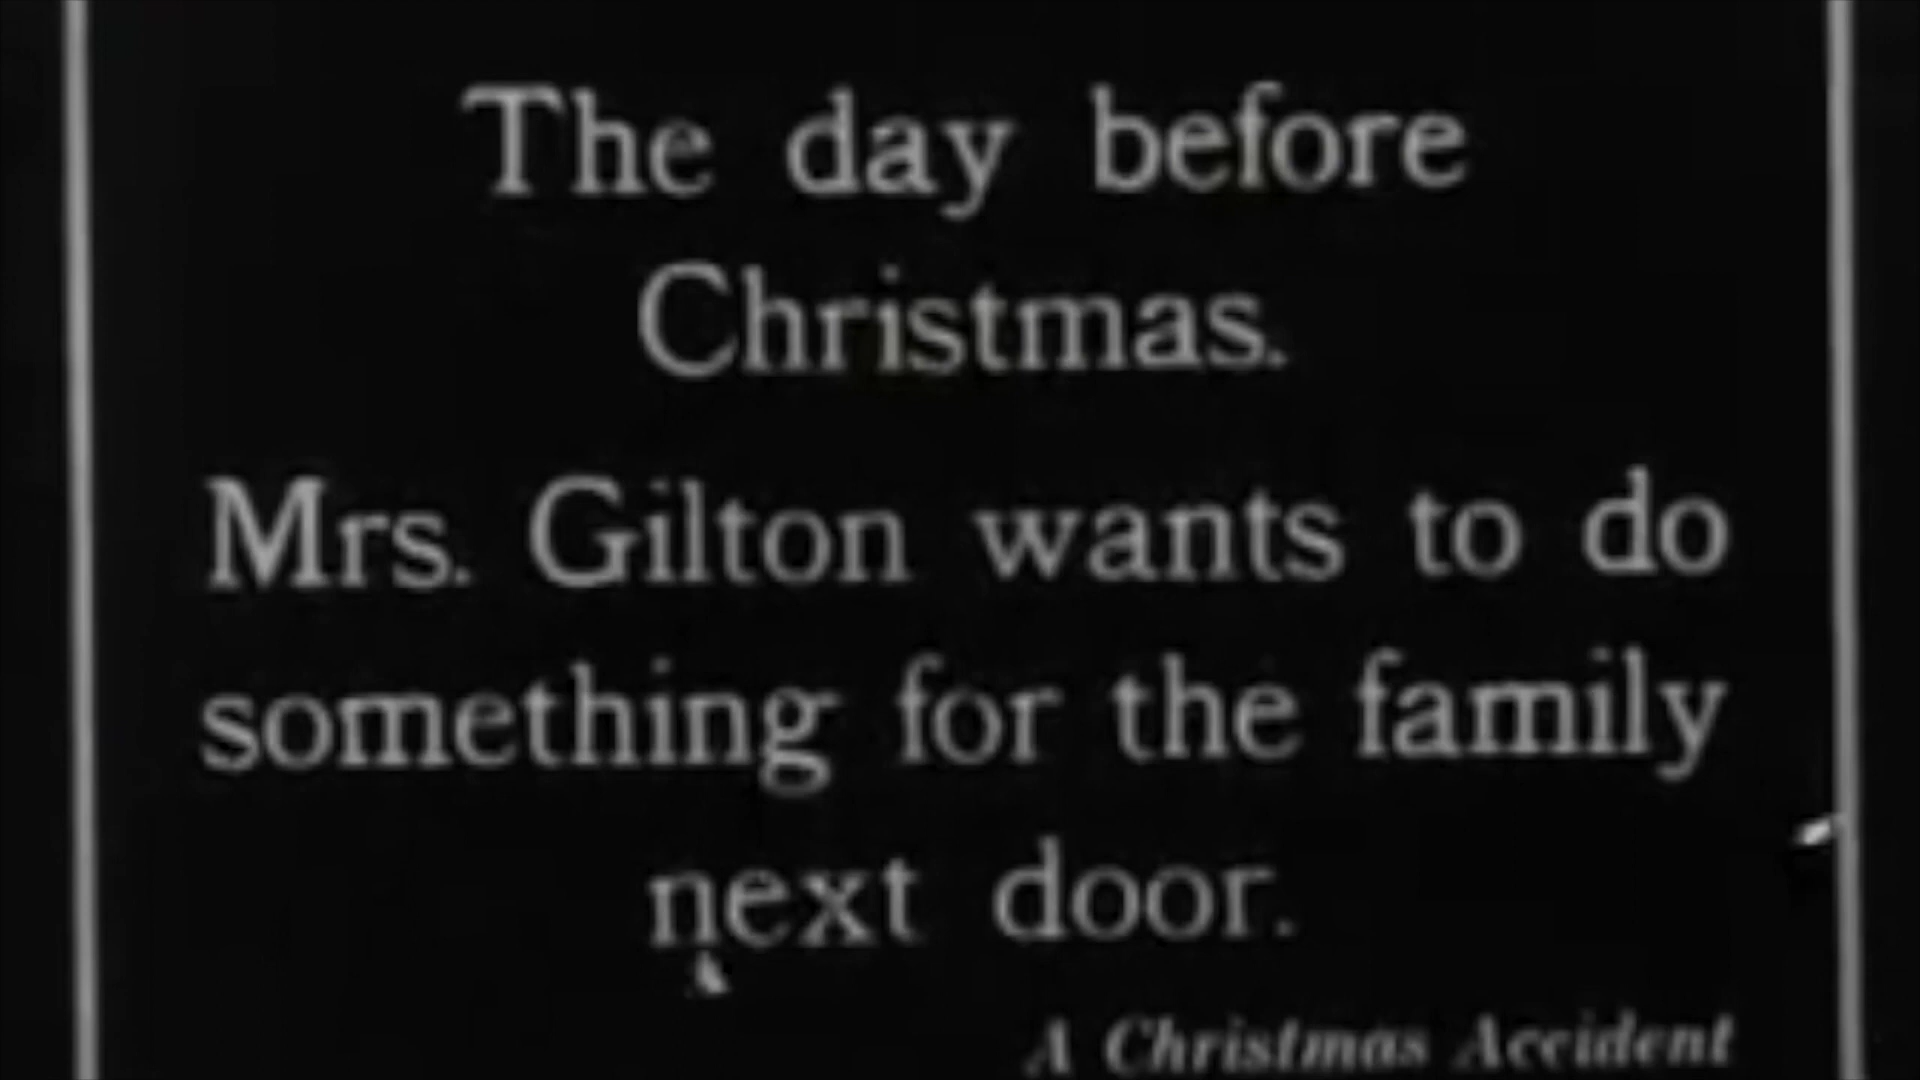 The day before
Christmas.
Mrs. Gilton wants to do
something for the family
next door.
A Christmas Accident